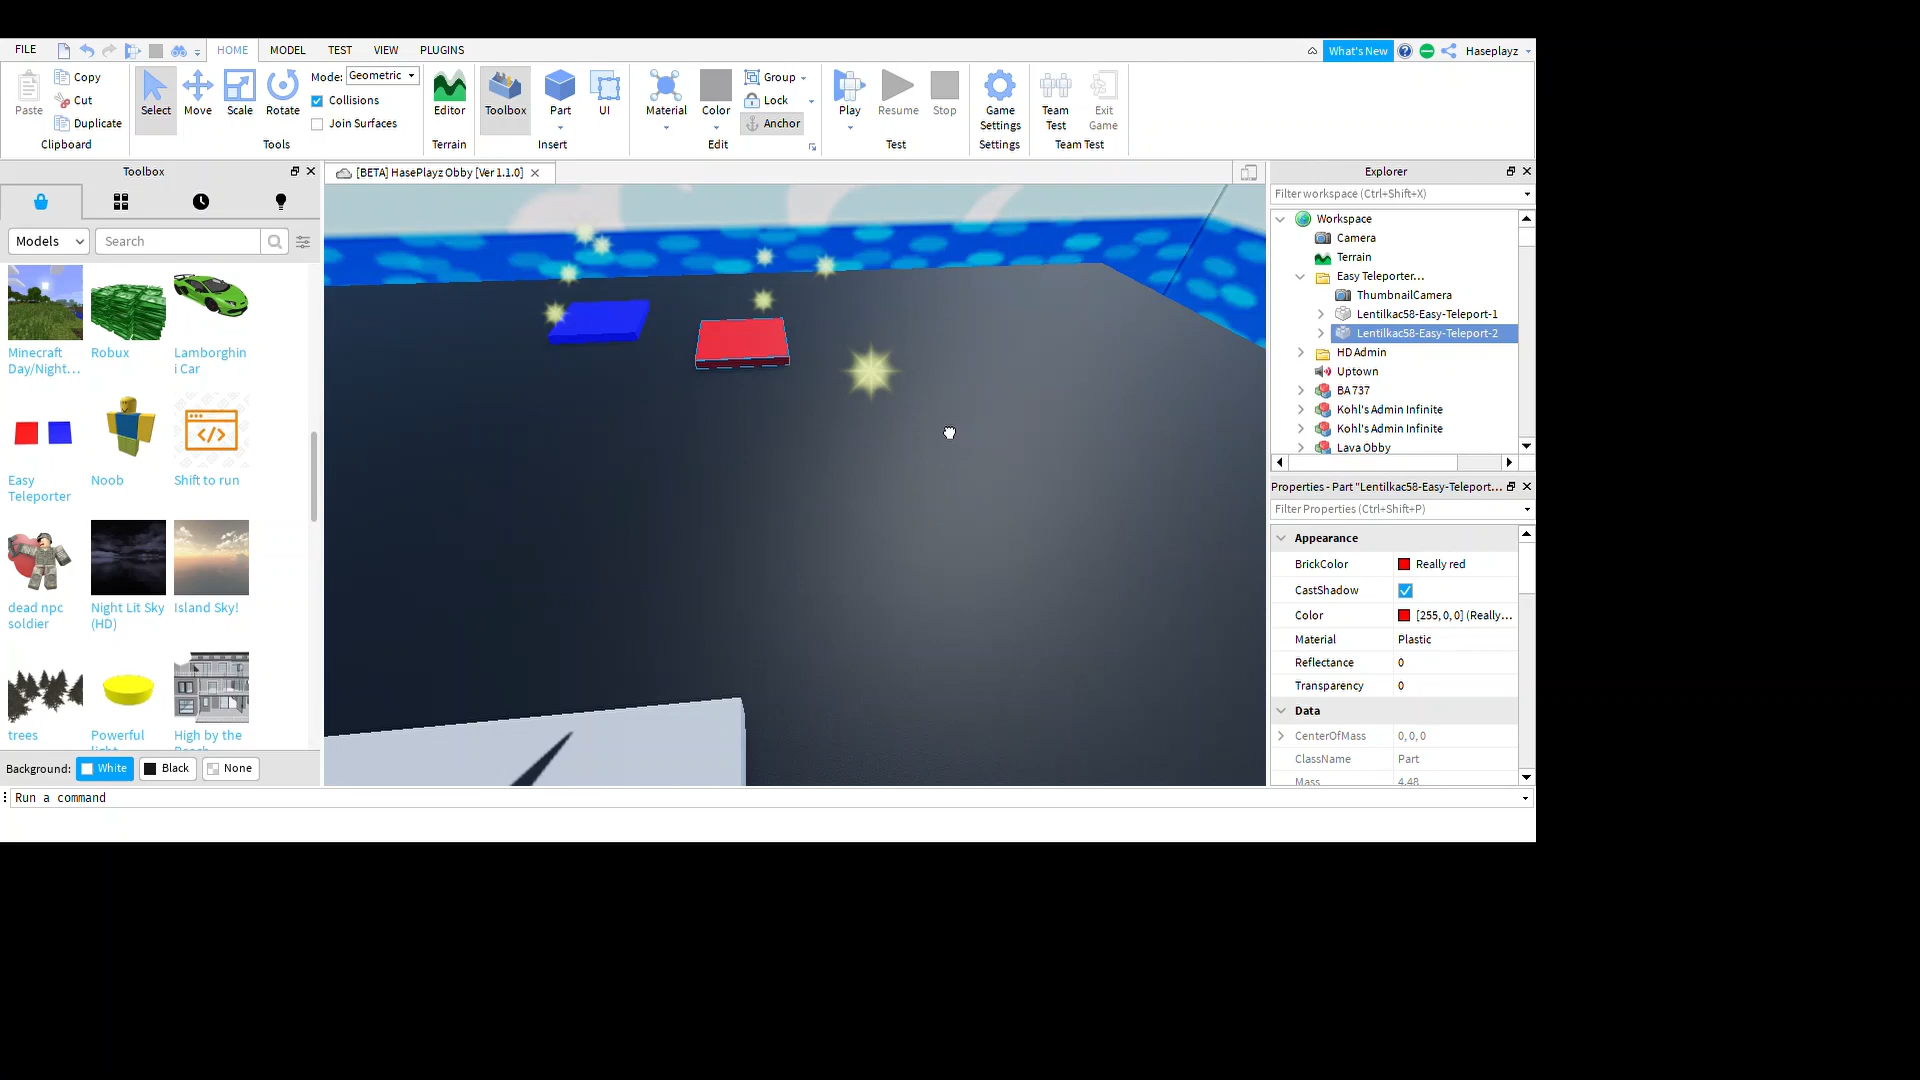 FILE HOME MODEL TEST VIEW PLUGINS What's New Haseplayz
Paste
Copy
Cut
Duplicate
Clipboard
Select Move Scale Rotate
Mode: Geometric
Collisions
Join Surfaces
Tools
Editor
Terrain
Toolbox Part UI
Insert
Material Color
Group
Lock
Anchor
Edit
Play Resume Stop
Test
Game
Settings
Settings
Team
Test
Exit
Game
Team Test
Toolbox
Models Search
Minecraft
Day/Night...
Robux
Lamborghin
i Car
Easy
Teleporter
Noob
Shift to run
dead npc
soldier
Night Lit Sky
(HD)
Island Sky!
trees
Powerful
High by the
Background: White Black None
[BETA] HasePlayz Obby [Ver 1.1.0]
Explorer
Filter workspace (Ctrl+Shift+X)
Workspace
Camera
Terrain
Easy Teleporter...
ThumbnailCamera
Lentilkac58-Easy-Teleport-1
Lentilkac58-Easy-Teleport-2
HD Admin
Uptown
BA 737
Kohl's Admin Infinite
Kohl's Admin Infinite
Lava Obby
Properties - Part "Lentilkac58-Easy-Teleport...
Filter Properties (Ctrl+Shift+P)
Appearance
BrickColor Really red
CastShadow
Color [255, 0, 0] (Really...
Material Plastic
Reflectance 0
Transparency 0
Data
CenterOfMass 0, 0, 0
ClassName Part
Mass 4.48
Run a command